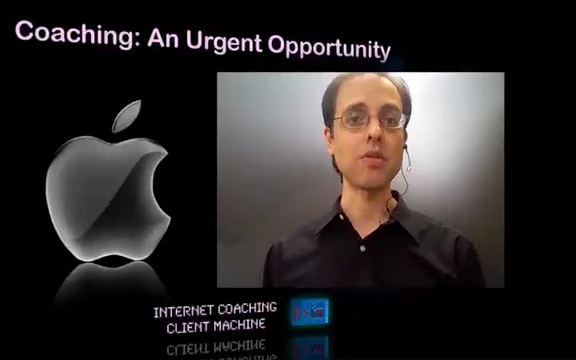 Coaching: An Urgent Opportunity
INTERNET COACHING
CLIENT MACHINE